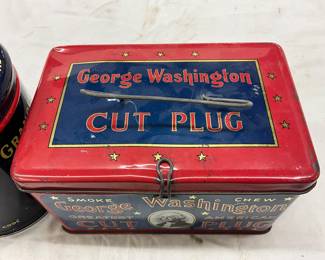 George Washington
CUT PLUG
SMOKE CHEW
George Washington
GREATEST AMERICAN
CUT PLUG